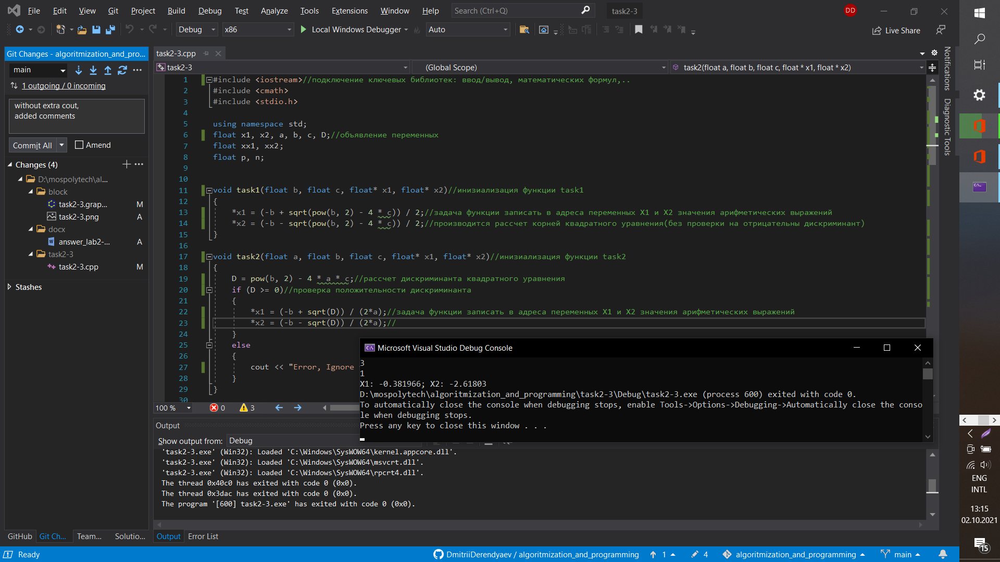 File Edit View Git Project Build Debug Test Analyze Tools Extensions Window Help Search (Ctrl+Q) task2-3 DD
Debug x86 Local Windows Debugger Auto Live Share
Git Changes - algoritmization_and_pro...
main
1 outgoing / 0 incoming
without extra cout,
added comments
Commit All Amend
Changes (4)
D:\mospolytech\al...
block
task2-3.grap... M
task2-3.png A
docx
answer_lab2-... A
task2-3
task2-3.cpp M
Stashes
GitHub Git Ch... Team... Solutio...
task2-3.cpp
task2-3 (Global Scope) task2(float a, float b, float c, float * x1, float * x2)
1 #include <iostream>//подключение ключевых библиотек: ввод/вывод, математических формул,..
2 #include <cmath>
3 #include <stdio.h>
4
5 using namespace std;
6 float x1, x2, a, b, c, D;//объявление переменных
7 float xx1, xx2;
8 float p, n;
9
10
11 void task1(float b, float c, float* x1, float* x2)//инизиализация функции task1
12 {
13 *x1 = (-b + sqrt(pow(b, 2) - 4 * c)) / 2;//задача функции записать в адреса переменных X1 и X2 значения арифметических выражений
14 *x2 = (-b - sqrt(pow(b, 2) - 4 * c)) / 2;//производится рассчет корней квадратного уравнения(без проверки на отрицательны дискриминант)
15 }
16
17 void task2(float a, float b, float c, float* x1, float* x2)//инизиализация функции task2
18 {
19 D = pow(b, 2) - 4 * a * c;//рассчет дискриминанта квадратного уравнения
20 if (D >= 0)//проверка положительности дискриминанта
21 {
22 *x1 = (-b + sqrt(D)) / (2*a);//задача функции записать в адреса переменных X1 и X2 значения арифметических выражений
23 *x2 = (-b - sqrt(D)) / (2*a);//
24 }
25 else
26 {
27 cout << "Error, Ignore
28 }
29 }
30
100 % 0 3
Microsoft Visual Studio Debug Console
3
1
X1: -0.381966; X2: -2.61803
D:\mospolytech\algoritmization_and_programming\task2-3\Debug\task2-3.exe (process 600) exited with code 0.
To automatically close the console when debugging stops, enable Tools->Options->Debugging->Automatically close the conso
le when debugging stops.
Press any key to close this window . . .
Output
Show output from: Debug
'task2-3.exe' (Win32): Loaded 'C:\Windows\SysWOW64\kernel.appcore.dll'.
'task2-3.exe' (Win32): Loaded 'C:\Windows\SysWOW64\msvcrt.dll'.
'task2-3.exe' (Win32): Loaded 'C:\Windows\SysWOW64\rpcrt4.dll'.
The thread 0x40c0 has exited with code 0 (0x0).
The thread 0x3dac has exited with code 0 (0x0).
The program '[600] task2-3.exe' has exited with code 0 (0x0).
Output Error List
Notifications
Diagnostic Tools
Ready DmitriiDerendyaev / algoritmization_and_programming 1 4 algoritmization_and_programming main
ENG
INTL
13:15
02.10.2021
15